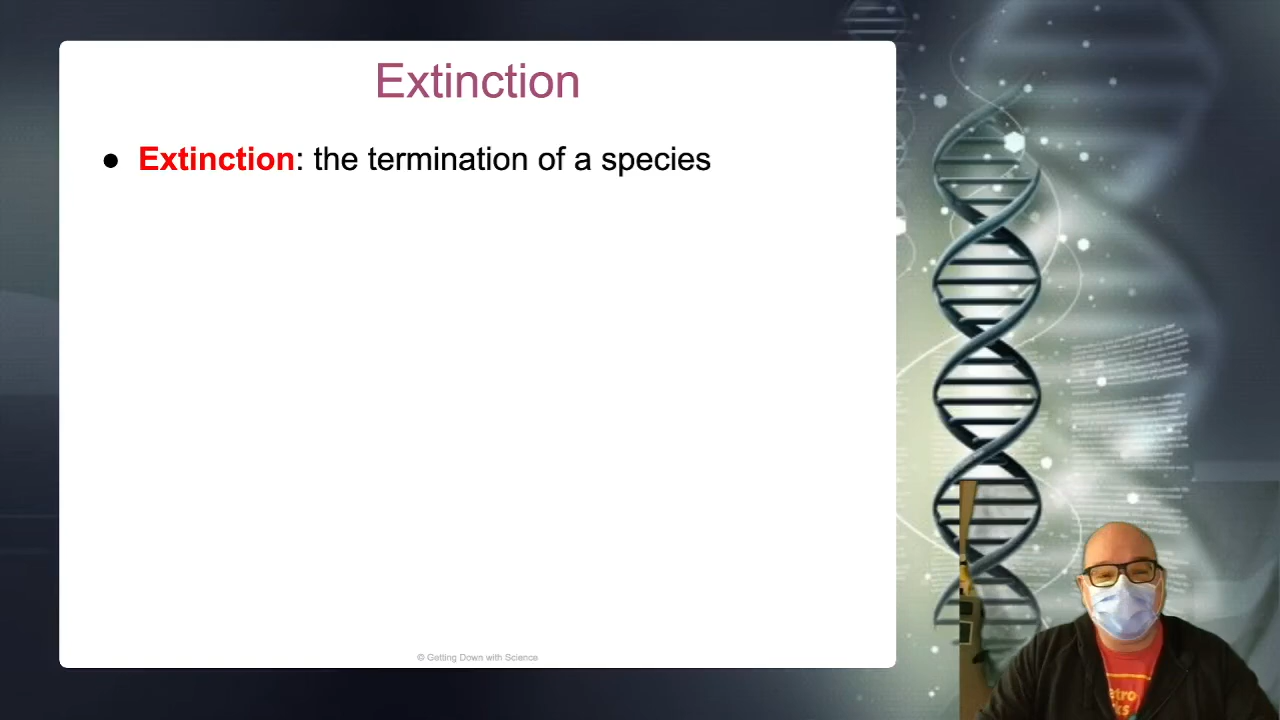 Extinction
● Extinction: the termination of a species
© Getting Down with Science